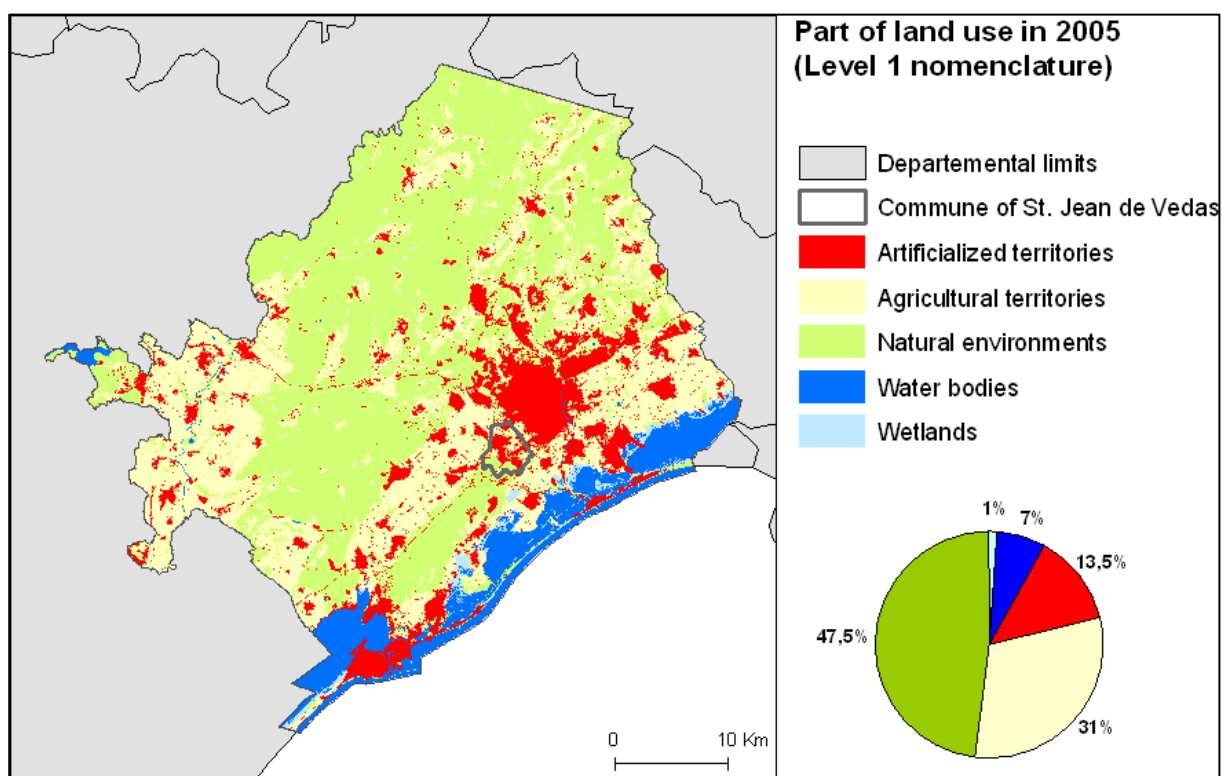 Part of land use in 2005
(Level 1 nomenclature)
Departemental limits
Commune of St. Jean de Vedas
Artificialized territories
Agricultural territories
Natural environments
Water bodies
Wetlands
1%
7%
13,5%
47,5%
31%
0 10 Km